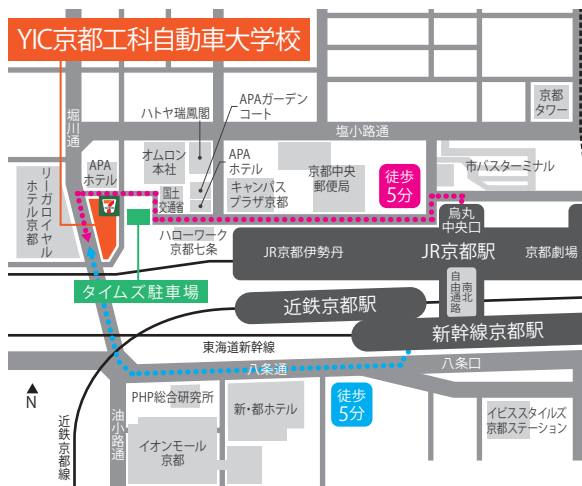 YIC京都工科自動車大学校
堀川通
ハトヤ瑞鳳閣
APAガーデン
コート
京都
タワー
塩小路通
リーガロイヤル
ホテル京都
APA
ホテル
オムロン
本社
国土
交通省
APA
ホテル
キャンパス
プラザ京都
京都中央
郵便局
徒歩
5分
市バスターミナル
7
ハローワーク
京都七条
烏丸
中央口
JR京都伊勢丹
JR京都駅
京都劇場
タイムズ駐車場
南北
自由通路
近鉄京都駅
新幹線京都駅
東海道新幹線
八条通
八条口
N
PHP総合研究所
新・都ホテル
徒歩
5分
イビススタイルズ
京都ステーション
油小路通
近鉄京都線
イオンモール
京都